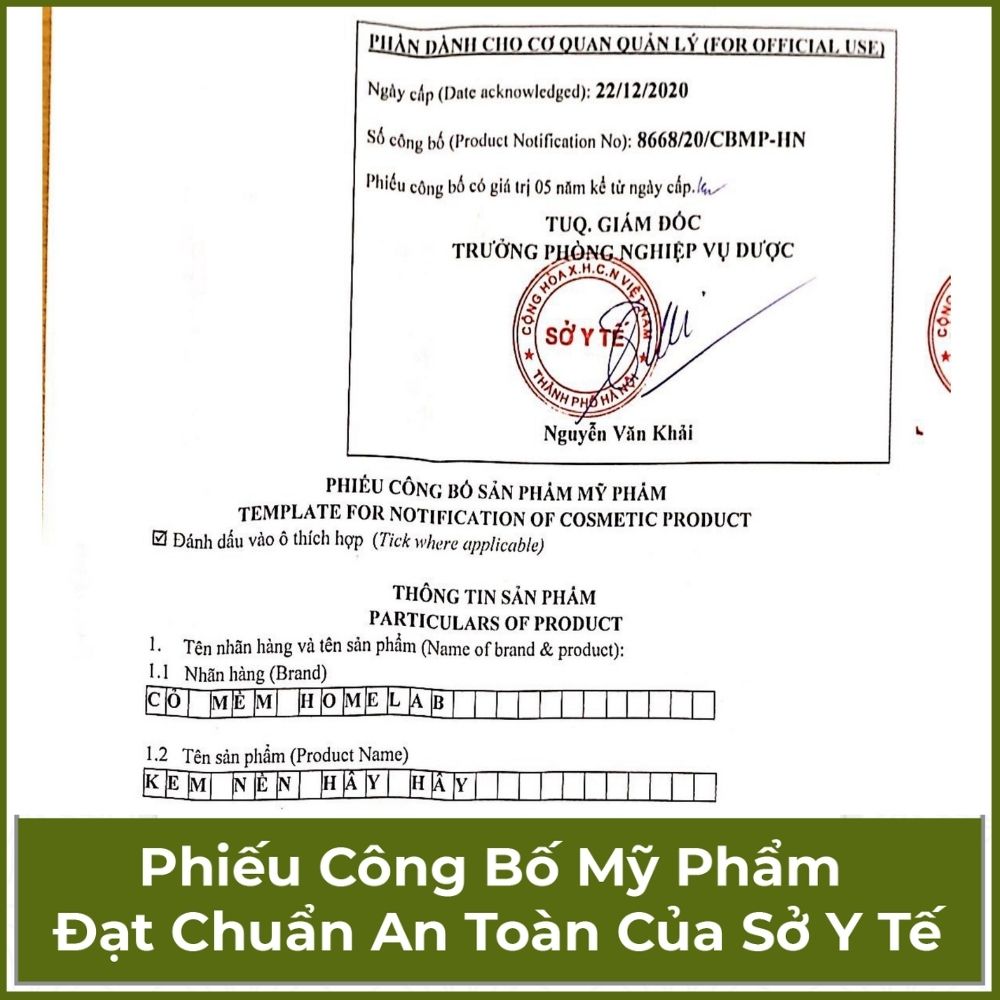 PHẦN DÀNH CHO CƠ QUAN QUẢN LÝ (FOR OFFICIAL USE)
Ngày cấp (Date acknowledged): 22/12/2020
Số công bố (Product Notification No): 8668/20/CBMP-HN
Phiếu công bố có giá trị 05 năm kể từ ngày cấp.
TUQ. GIÁM ĐỐC
TRƯỞNG PHÒNG NGHIỆP VỤ DƯỢC
CỘNG HÒA X.H.C.N VIỆT NAM
SỞ Y TẾ
THÀNH PHỐ HÀ NỘI
Nguyễn Văn Khải
PHIẾU CÔNG BỐ SẢN PHẨM MỸ PHẨM
TEMPLATE FOR NOTIFICATION OF COSMETIC PRODUCT
☑ Đánh dấu vào ô thích hợp (Tick where applicable)
THÔNG TIN SẢN PHẨM
PARTICULARS OF PRODUCT
1. Tên nhãn hàng và tên sản phẩm (Name of brand & product):
1.1 Nhãn hàng (Brand)
CỎ MỀM HOMELAB
1.2 Tên sản phẩm (Product Name)
KEM NỀN HÂY HÂY
Phiếu Công Bố Mỹ Phẩm
Đạt Chuẩn An Toàn Của Sở Y Tế